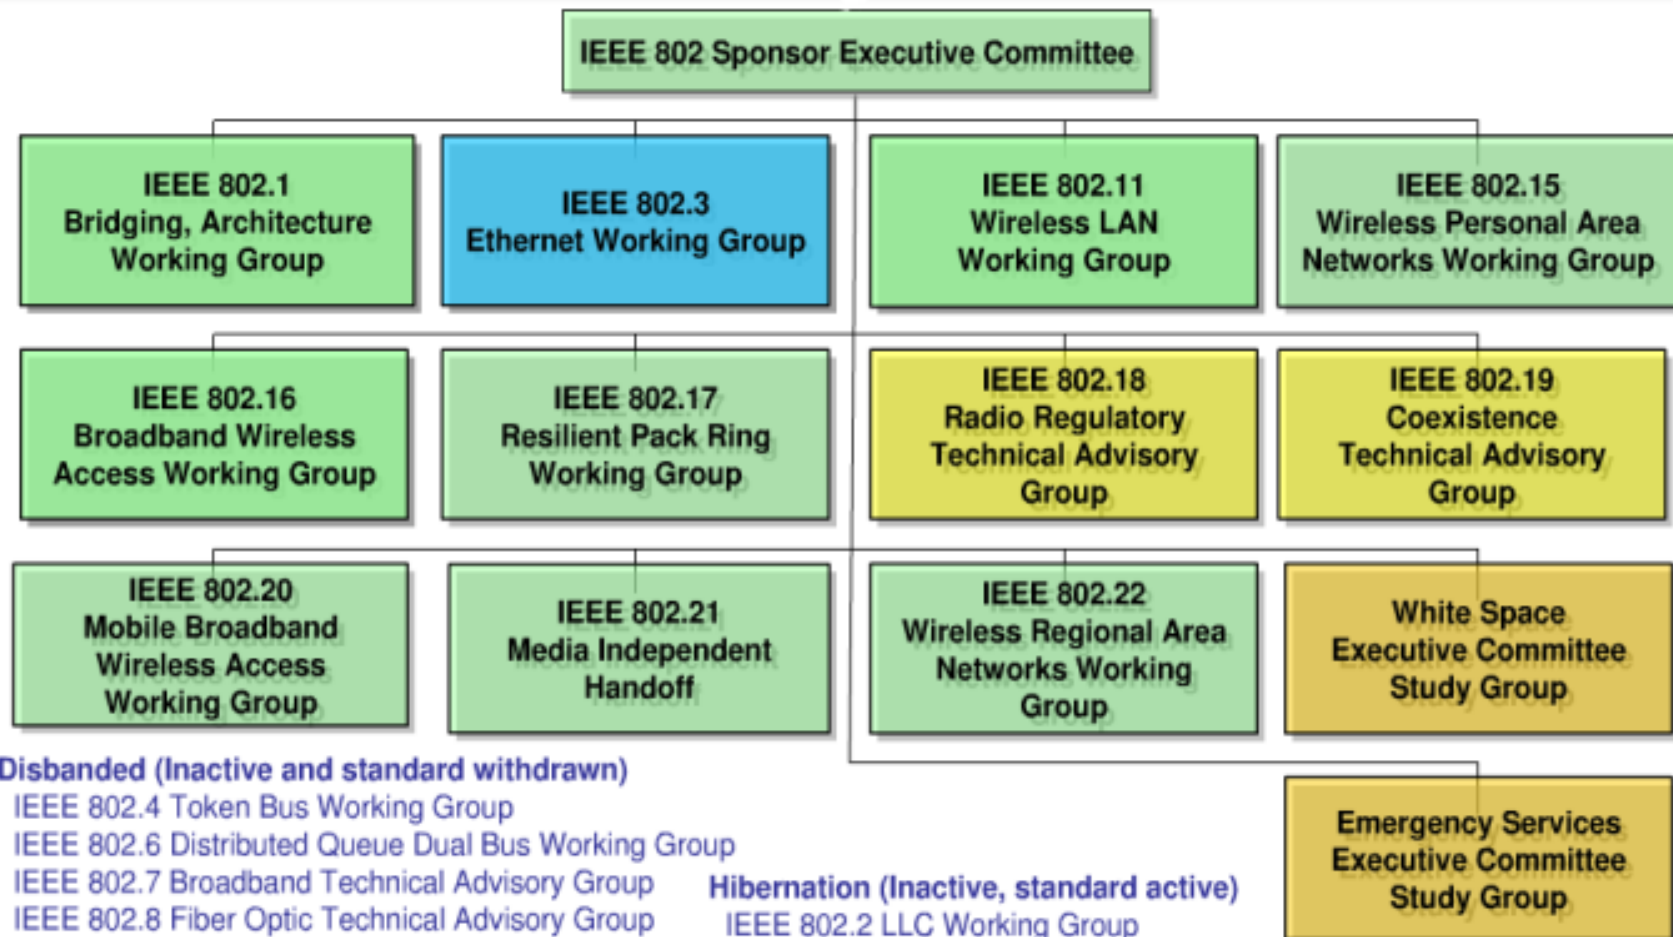 IEEE 802 Sponsor Executive Committee
IEEE 802.1
Bridging, Architecture
Working Group
IEEE 802.3
Ethernet Working Group
IEEE 802.11
Wireless LAN
Working Group
IEEE 802.15
Wireless Personal Area
Networks Working Group
IEEE 802.16
Broadband Wireless
Access Working Group
IEEE 802.17
Resilient Pack Ring
Working Group
IEEE 802.18
Radio Regulatory
Technical Advisory
Group
IEEE 802.19
Coexistence
Technical Advisory
Group
IEEE 802.20
Mobile Broadband
Wireless Access
Working Group
IEEE 802.21
Media Independent
Handoff
IEEE 802.22
Wireless Regional Area
Networks Working
Group
White Space
Executive Committee
Study Group
Emergency Services
Executive Committee
Study Group
Disbanded (Inactive and standard withdrawn)
IEEE 802.4 Token Bus Working Group
IEEE 802.6 Distributed Queue Dual Bus Working Group
IEEE 802.7 Broadband Technical Advisory Group
IEEE 802.8 Fiber Optic Technical Advisory Group
Hibernation (Inactive, standard active)
IEEE 802.2 LLC Working Group